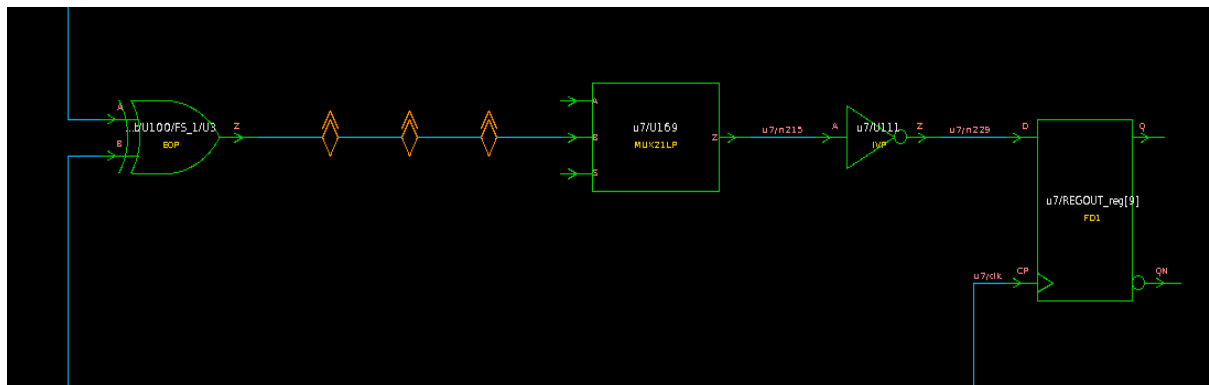 A
...b/U100/FS_1/U3
Z
B
EOP
A
u7/U169
B
MUX21LP
Z
S
u7/n215
A
u7/U111
IVP
Z
u7/n229
D
Q
u7/REGOUT_reg[9]
FD1
u7/clk
CP
QN